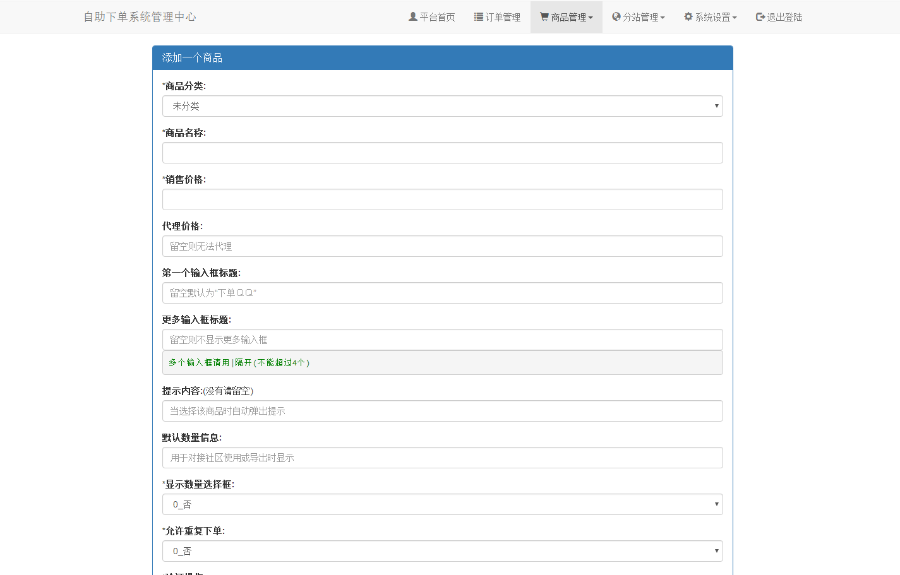 自助下单系统管理中心
平台首页 订单管理 商品管理 分站管理 系统设置 退出登陆
添加一个商品
*商品分类:
未分类
*商品名称:
*销售价格:
代理价格:
留空则无法代理
第一个输入框标题:
留空默认为“下单ＱＱ”
更多输入框标题:
留空则不显示更多输入框
多个输入框请用|隔开(不能超过4个)
提示内容:(没有请留空)
当选择该商品时自动弹出提示
默认数量信息:
用于对接社区使用或导出时显示
*显示数量选择框:
0_否
*允许重复下单:
0_否